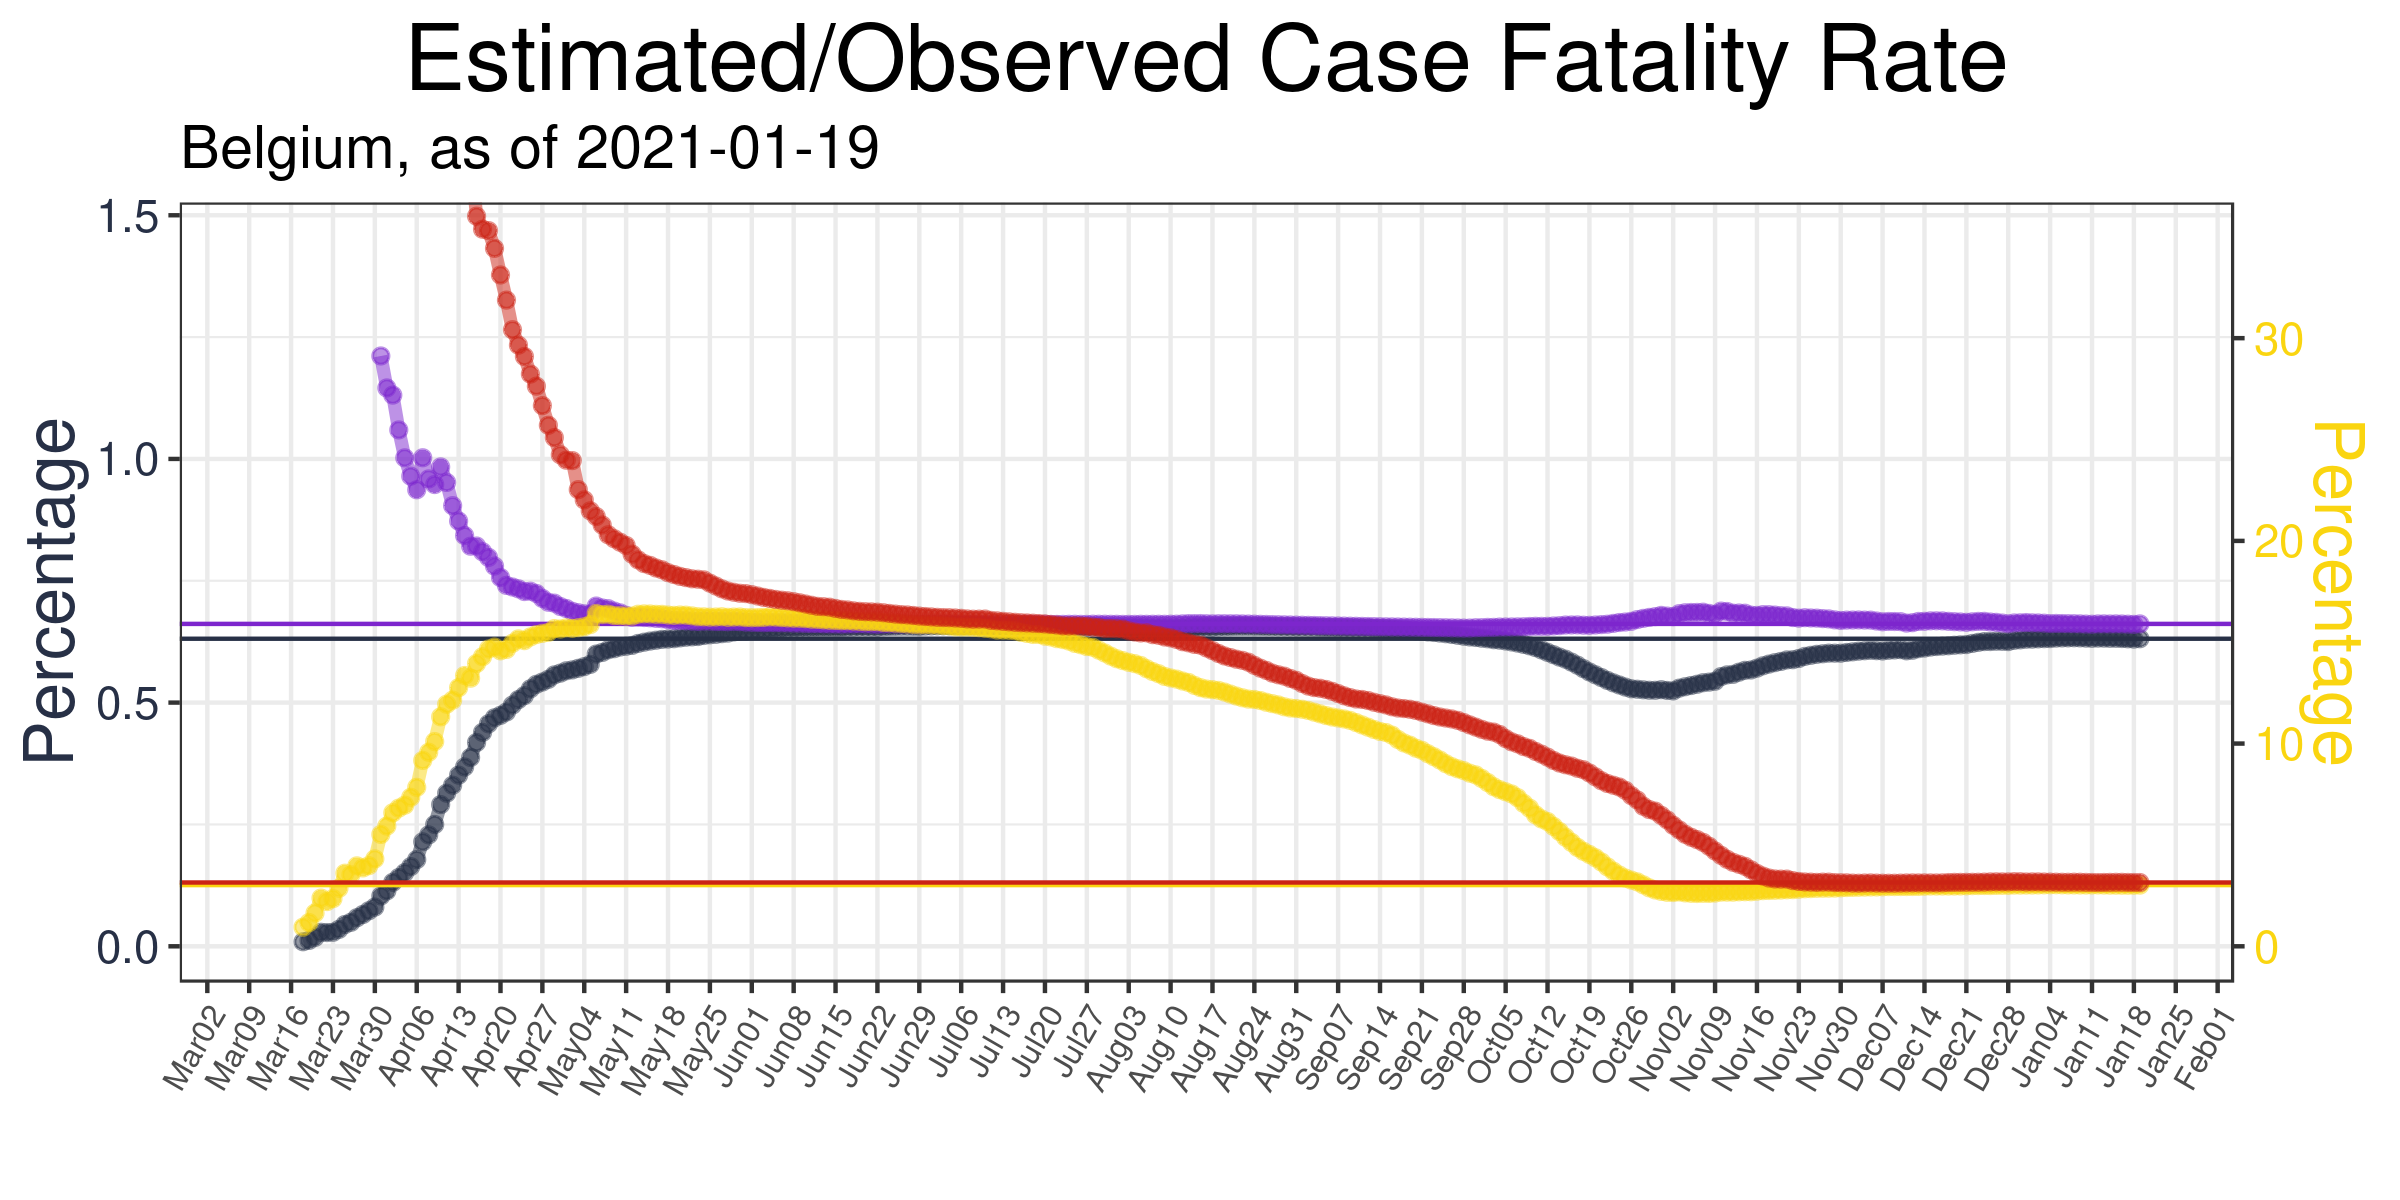 Estimated/Observed Case Fatality Rate
Belgium, as of 2021-01-19
Percentage
1.5
1.0
0.5
0.0
30
20
10
0
Percentage
Mar02
Mar09
Mar16
Mar23
Mar30
Apr06
Apr13
Apr20
Apr27
May04
May11
May18
May25
Jun01
Jun08
Jun15
Jun22
Jun29
Jul06
Jul13
Jul20
Jul27
Aug03
Aug10
Aug17
Aug24
Aug31
Sep07
Sep14
Sep21
Sep28
Oct05
Oct12
Oct19
Oct26
Nov02
Nov09
Nov16
Nov23
Nov30
Dec07
Dec14
Dec21
Dec28
Jan04
Jan11
Jan18
Jan25
Feb01